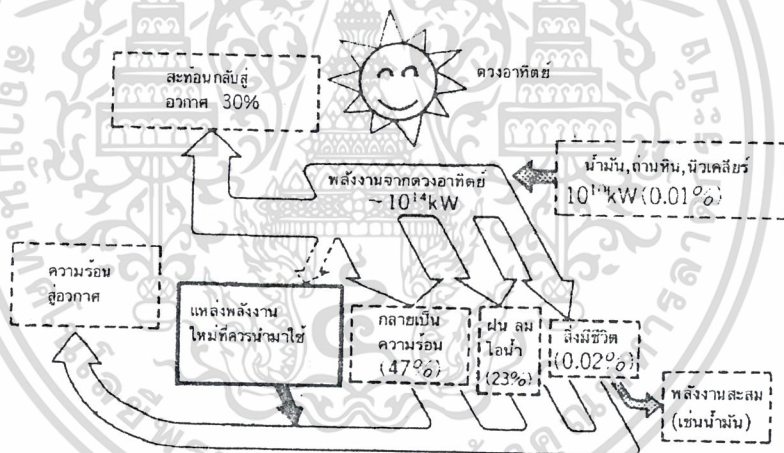 สะท้อนกลับสู่
อวกาศ 30%
ดวงอาทิตย์
น้ำมัน,ถ่านหิน,นิวเคลียร์
(0.01%)
พลังงานจากดวงอาทิตย์
~10¹⁴kW
ความร้อน
สู่อวกาศ
แหล่งพลังงาน
ใหม่ที่ควรนำมาใช้
กลายเป็น
ความร้อน
(47%)
ฝน ลม
ไอน้ำ
(23%)
สิ่งมีชีวิต
(0.02%)
พลังงานสะสม
(เช่นน้ำมัน)